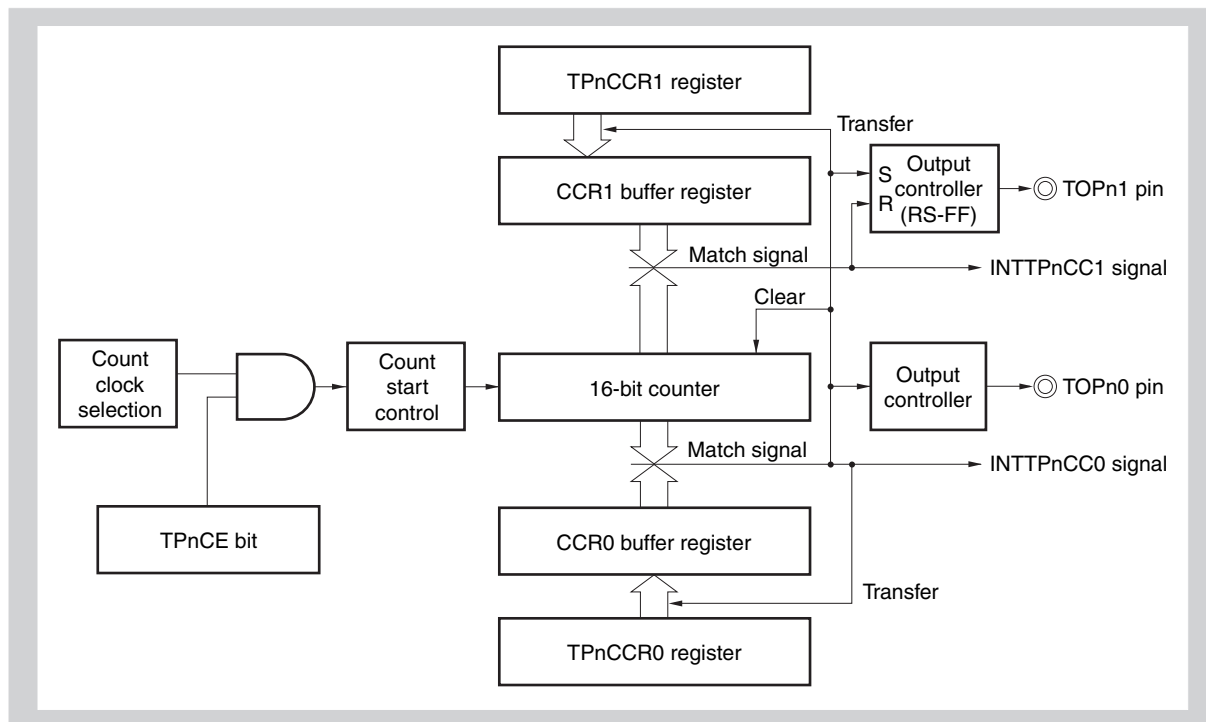 TPnCCR1 register
Transfer
CCR1 buffer register
S
R
Output
controller
(RS-FF)
TOPn1 pin
Match signal
INTTPnCC1 signal
Clear
Count
clock
selection
Count
start
control
16-bit counter
Output
controller
TOPn0 pin
Match signal
INTTPnCC0 signal
TPnCE bit
CCR0 buffer register
Transfer
TPnCCR0 register